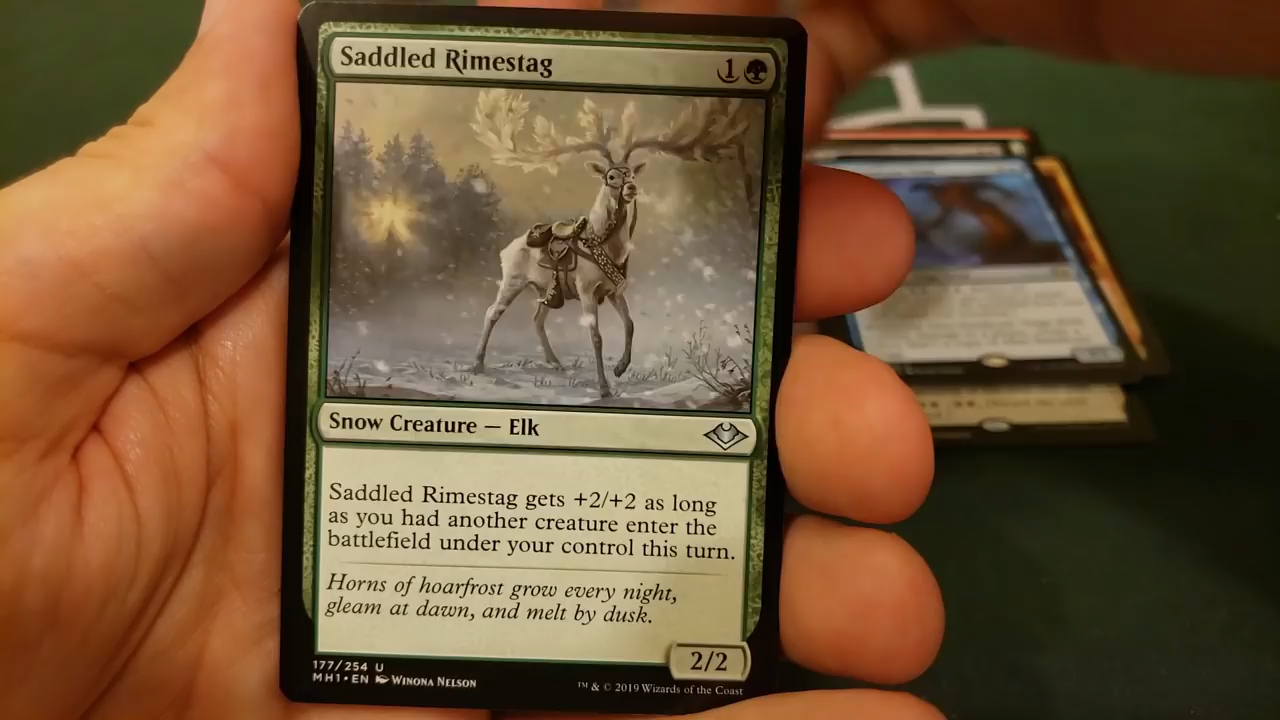 Saddled Rimestag 1
Snow Creature — Elk
Saddled Rimestag gets +2/+2 as long
as you had another creature enter the
battlefield under your control this turn.
Horns of hoarfrost grow every night,
gleam at dawn, and melt by dusk.
2/2
177/254 U
MH1 • EN Winona Nelson
™ & © 2019 Wizards of the Coast